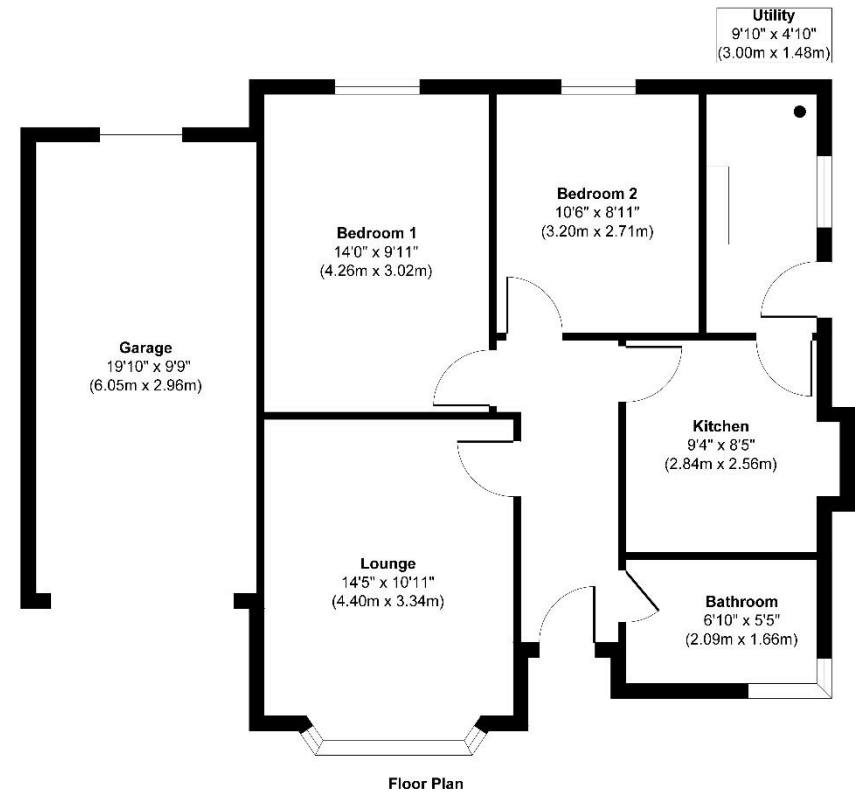 Utility
9'10" x 4'10"
(3.00m x 1.48m)
Bedroom 1
14'0" x 9'11"
(4.26m x 3.02m)
Bedroom 2
10'6" x 8'11"
(3.20m x 2.71m)
Garage
19'10" x 9'9"
(6.05m x 2.96m)
Kitchen
9'4" x 8'5"
(2.84m x 2.56m)
Lounge
14'5" x 10'11"
(4.40m x 3.34m)
Bathroom
6'10" x 5'5"
(2.09m x 1.66m)
Floor Plan